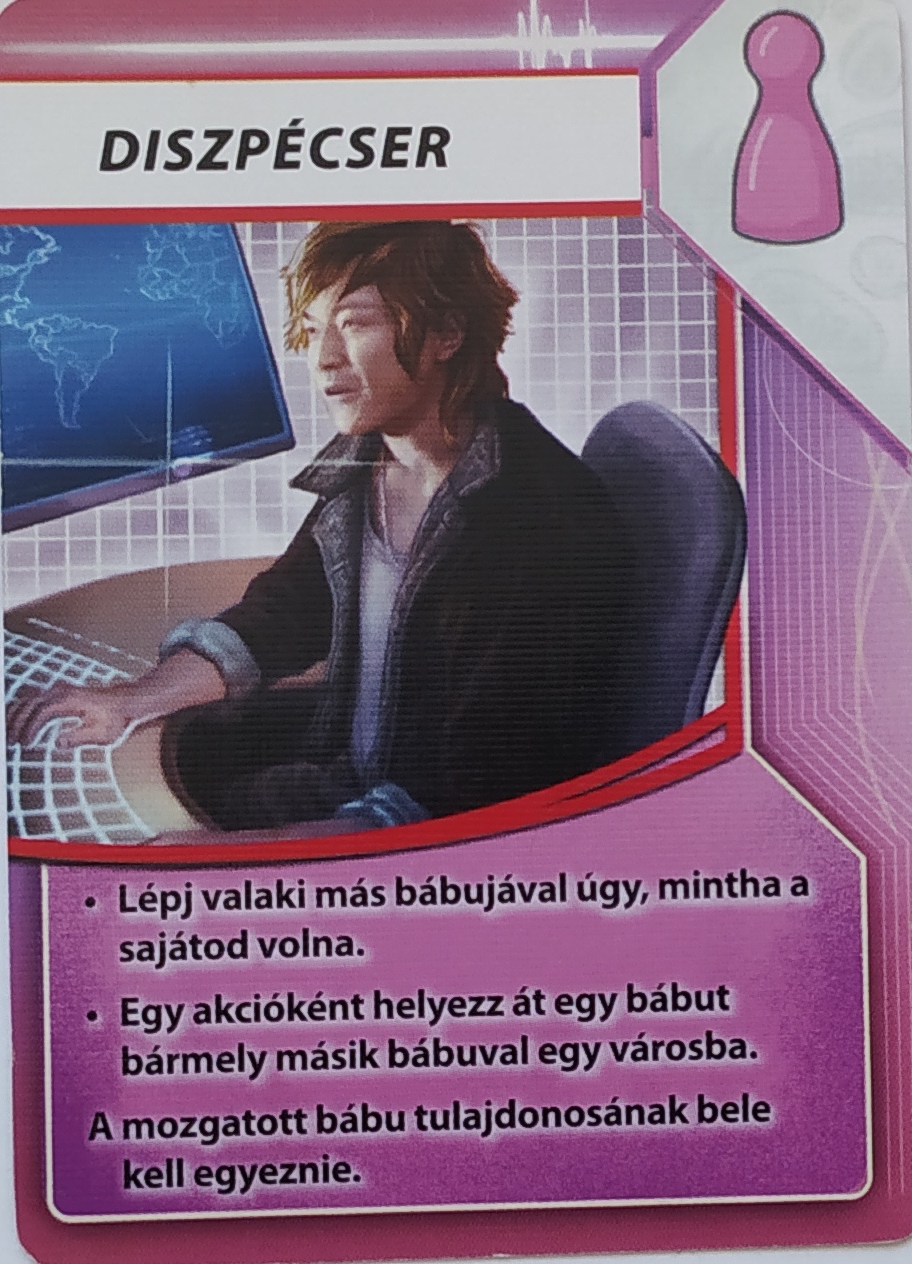 DISZPÉCSER
• Lépj valaki más bábujával úgy, mintha a
sajátod volna.
• Egy akcióként helyezz át egy bábut
bármely másik bábuval egy városba.
A mozgatott bábu tulajdonosának bele
kell egyeznie.